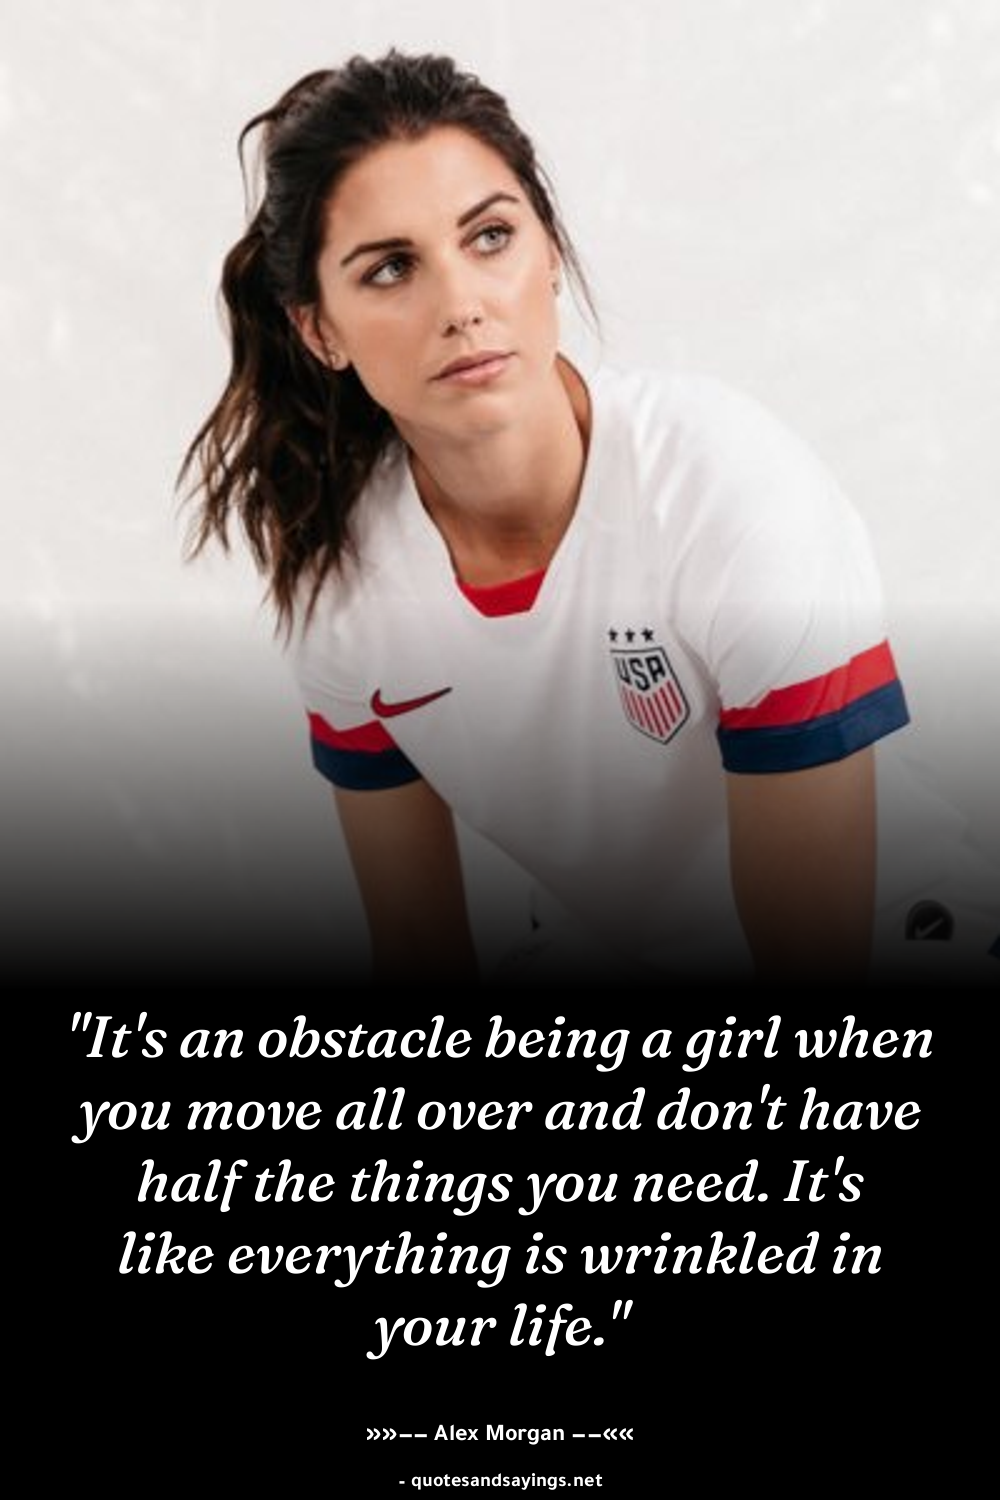 USA
"It's an obstacle being a girl when
you move all over and don't have
half the things you need. It's
like everything is wrinkled in
your life."
»»–– Alex Morgan ––««
- quotesandsayings.net